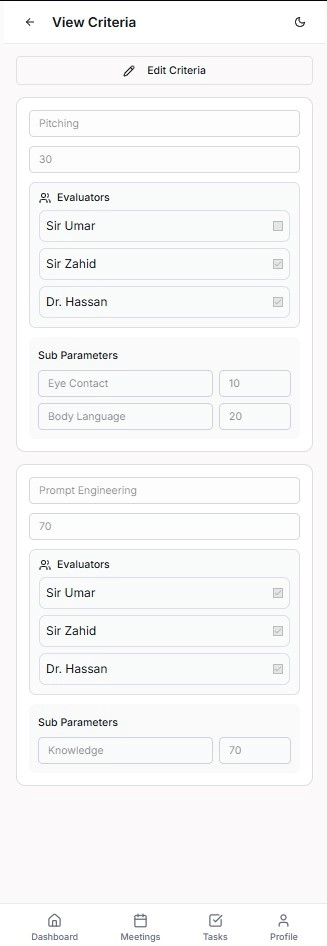 View Criteria
Edit Criteria
Pitching
30
Evaluators
Sir Umar
Sir Zahid
Dr. Hassan
Sub Parameters
Eye Contact 10
Body Language 20
Prompt Engineering
70
Evaluators
Sir Umar
Sir Zahid
Dr. Hassan
Sub Parameters
Knowledge 70
Dashboard Meetings Tasks Profile